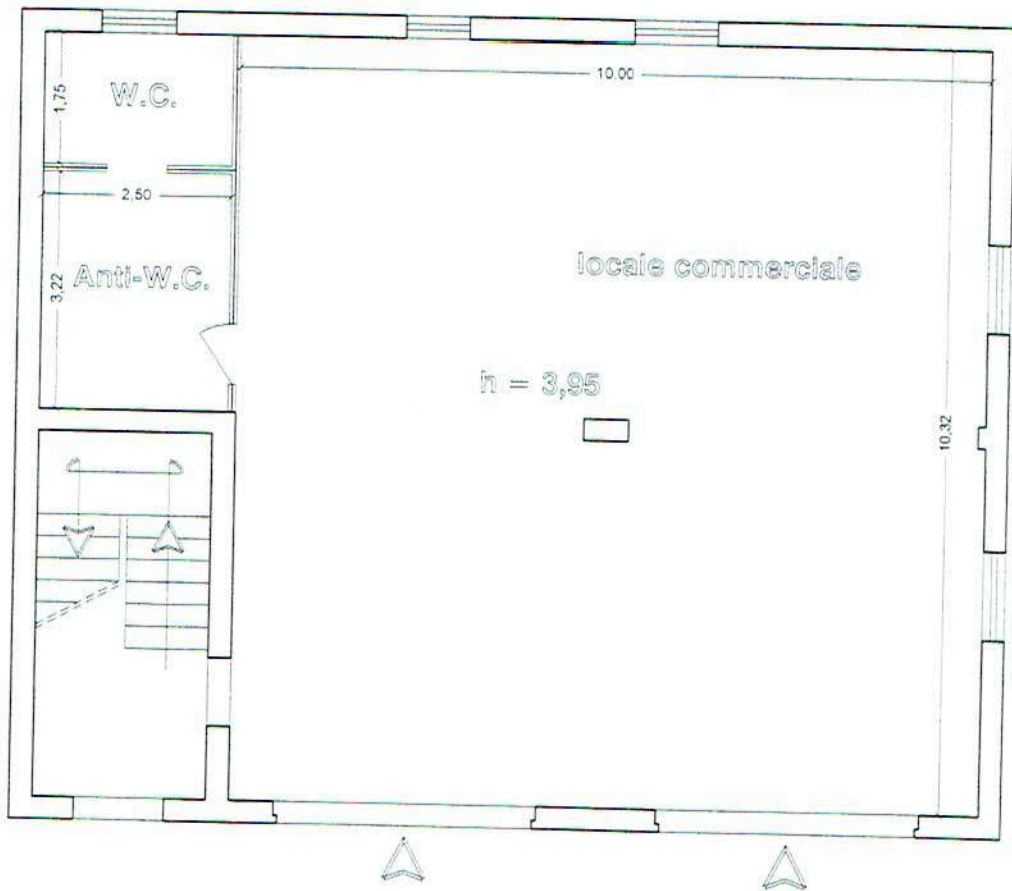 10.00
1,75
W.C.
2,50
Anti-W.C.
3,22
locale commerciale
h = 3,95
10,32